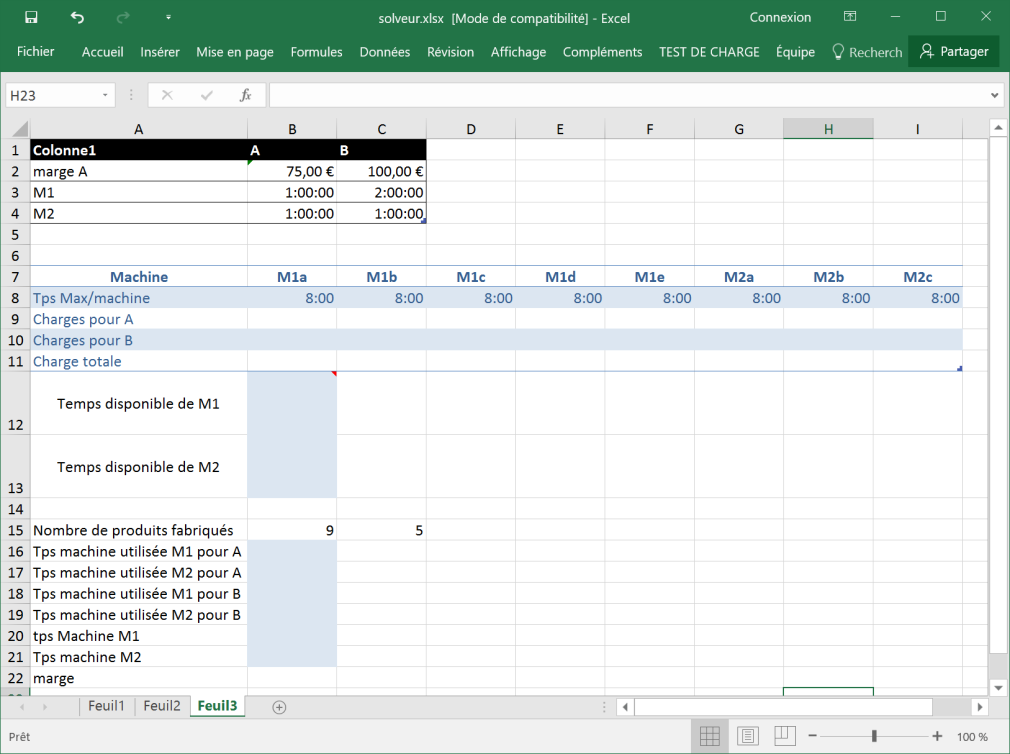 solveur.xlsx [Mode de compatibilité] - Excel
Connexion
Fichier Accueil Insérer Mise en page Formules Données Révision Affichage Compléments TEST DE CHARGE Équipe Recherch Partager
H23 fx
A B C D E F G H I
1 Colonne1 A B
2 marge A 75,00 € 100,00 €
3 M1 1:00:00 2:00:00
4 M2 1:00:00 1:00:00
5
6
7 Machine M1a M1b M1c M1d M1e M2a M2b M2c
8 Tps Max/machine 8:00 8:00 8:00 8:00 8:00 8:00 8:00 8:00
9 Charges pour A
10 Charges pour B
11 Charge totale
12 Temps disponible de M1
13 Temps disponible de M2
14
15 Nombre de produits fabriqués 9 5
16 Tps machine utilisée M1 pour A
17 Tps machine utilisée M2 pour A
18 Tps machine utilisée M1 pour B
19 Tps machine utilisée M2 pour B
20 tps Machine M1
21 Tps machine M2
22 marge
Feuil1 Feuil2 Feuil3
Prêt 100 %